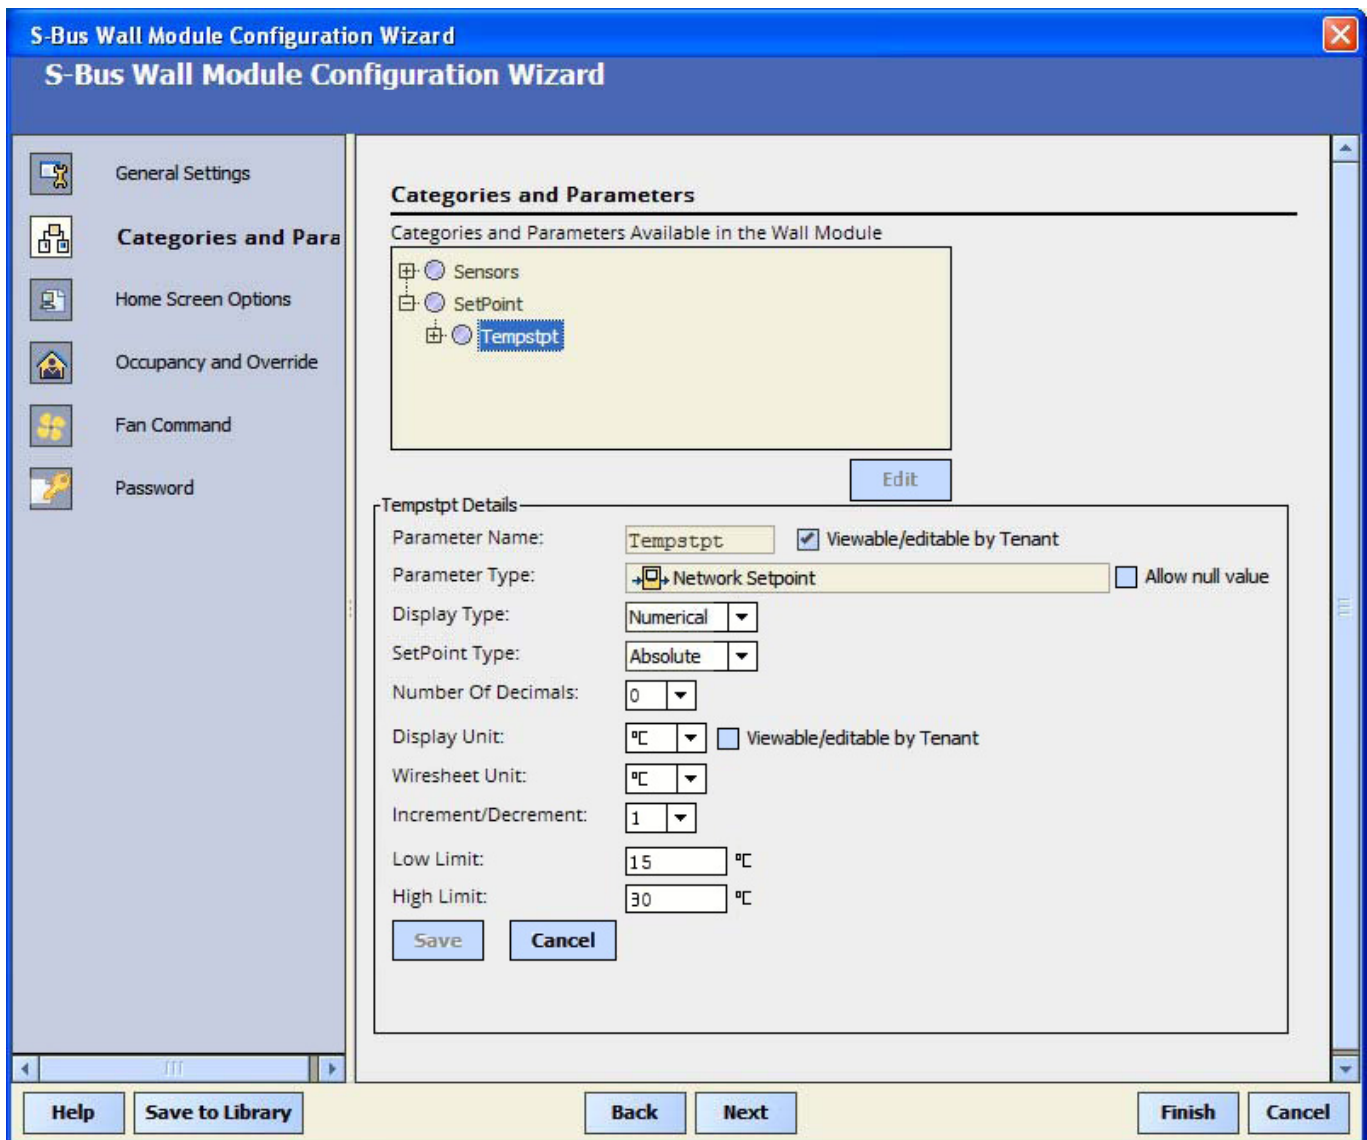 S-Bus Wall Module Configuration Wizard
S-Bus Wall Module Configuration Wizard
General Settings
Categories and Para
Home Screen Options
Occupancy and Override
Fan Command
Password
Categories and Parameters
Categories and Parameters Available in the Wall Module
Sensors
SetPoint
Tempstpt
Edit
Tempstpt Details
Parameter Name: Tempstpt Viewable/editable by Tenant
Parameter Type: Network Setpoint Allow null value
Display Type: Numerical
SetPoint Type: Absolute
Number Of Decimals: 0
Display Unit: ºC Viewable/editable by Tenant
Wiresheet Unit: ºC
Increment/Decrement: 1
Low Limit: 15 ºC
High Limit: 30 ºC
Save Cancel
Help Save to Library Back Next Finish Cancel